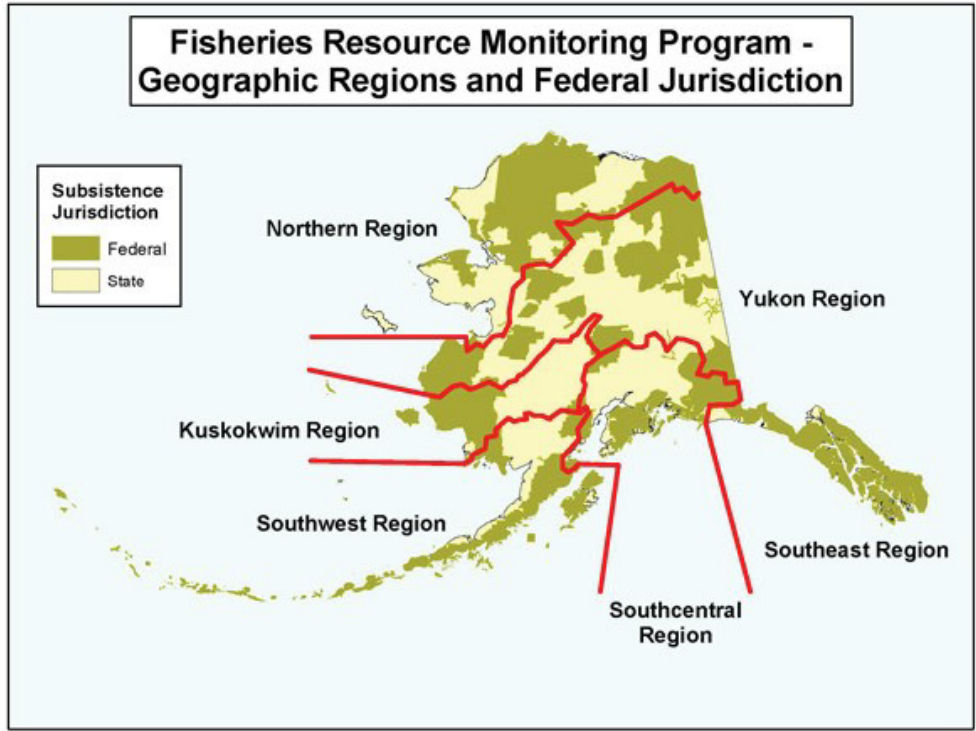 Fisheries Resource Monitoring Program -
Geographic Regions and Federal Jurisdiction
Subsistence
Jurisdiction
Federal
State
Northern Region
Yukon Region
Kuskokwim Region
Southwest Region
Southeast Region
Southcentral
Region